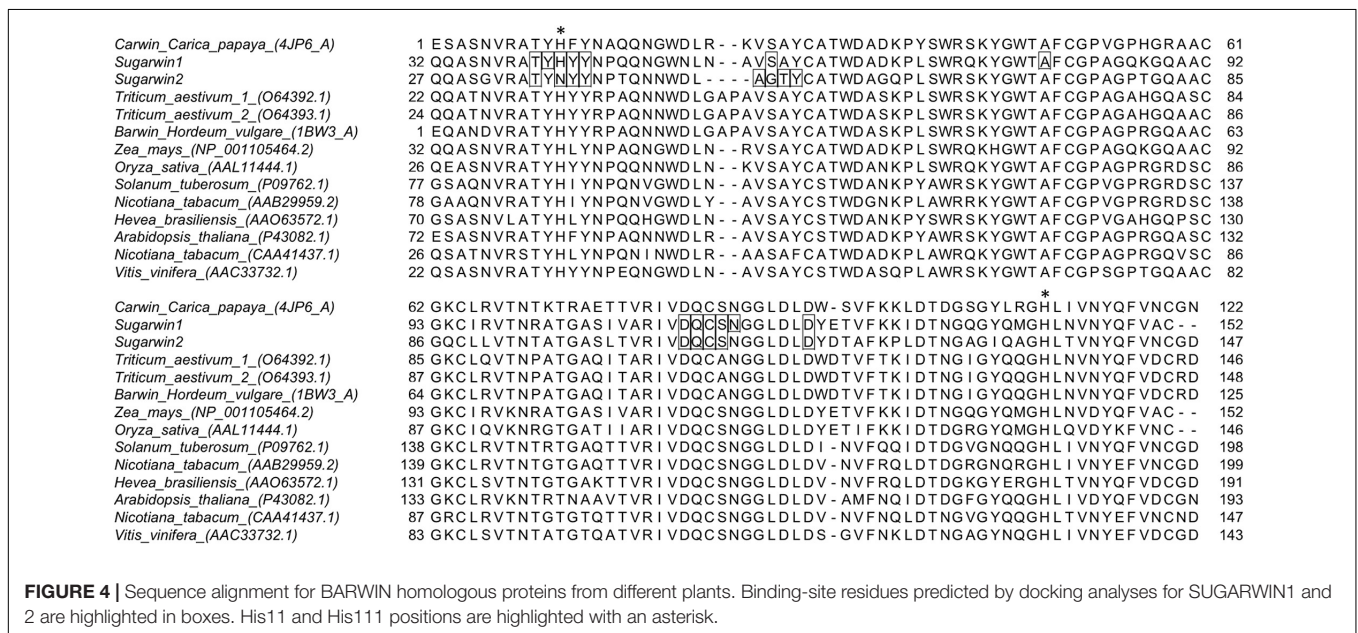 *
Carwin_Carica_papaya_(4JP6_A) 1 ESASNVRATYHFYNAQQNGWDLR--KVSAYCATWDADKPYSWRSKYGWTAFCGPVGPHGRAAC 61
Sugarwin1 32 QQASNVRATYHYYNPQQNGWNLN--AVSAYCATWDADKPLSWRQKYGWTAFCGPAGQKGQAAC 92
Sugarwin2 27 QQASGVRATYNYYNPTQNNWDL----AGTYCATWDAGQPLSWRSKYGWTAFCGPAGPTGQAAC 85
Triticum_aestivum_1_(O64392.1) 22 QQATNVRATYHYYRPAQNNWDLGAPAVSAYCATWDASKPLSWRSKYGWTAFCGPAGAHGQASC 84
Triticum_aestivum_2_(O64393.1) 24 QQATNVRATYHYYRPAQNNWDLGAPAVSAYCATWDASKPLSWRSKYGWTAFCGPAGAHGQAAC 86
Barwin_Hordeum_vulgare_(1BW3_A) 1 EQANDVRATYHYYRPAQNNWDLGAPAVSAYCATWDASKPLSWRSKYGWTAFCGPAGPRGQAAC 63
Zea_mays_(NP_001105464.2) 32 QQASNVRATYHLYNPQQNNWDLN--RVSAYCATWDADKPLSWRQKHGWTAFCGPAGPRGQAAC 92
Oryza_sativa_(AAL11444.1) 26 QEASNVRATYHLYNPQKNNWDLN--KVSAYCATWDADKPLSWRQKYGWTAFCGPAGPRGRDSC 86
Solanum_tuberosum_(P09762.1) 77 GSAQNVRATYHIYNPQNVGWDLN--AVSAYCSTWDANKPYAWRSKYGWTAFCGPVGPRGRDSC 137
Nicotiana_tabacum_(AAB29959.2) 78 GAAQNVRATYHIYNPQNVGWDLY--AVSAYCSTWDGNKPLAWRRKYGWTAFCGPVGPRGRDSC 138
Hevea_brasiliensis_(AAO63572.1) 70 GSASNVLATYHLYNPQQHGWDLN--AASAYCSTWDANKPLAWRSKYGWTAFCGPVGAHGQPSC 130
Arabidopsis_thaliana_(P43082.1) 72 ESASNVRATYHFYNPAQNNWDLR--AVSAYCSTWDADKPYAWRSKYGWTAFCGPAGPRGQASC 132
Nicotiana_tabacum_(CAA41437.1) 26 QSATNVRSTYHLYNPQNINWDLR--AASAFCATWDADKPLAWRQKYGWTAFCGPAGPRGQVSC 86
Vitis_vinifera_(AAC33732.1) 22 QSASNVRATYHYYNPEQNGWDLN--AVSAYCSTWDASQPLAWRSKYGWTAFCGPSGPTGQAAC 82
*
Carwin_Carica_papaya_(4JP6_A) 62 GKCLRVTNTKTRAETTVRIVDQCSNGGLDLDW-SVFKKLDTDGSGYLRGHLIVNYQFVNCGN 122
Sugarwin1 93 GKCIRVTNRATGASIVARIVDQCSNGGLDLDYETVFKKIDTNGQGYQMGHLNVNYQFVAC-- 152
Sugarwin2 86 GQCLLVTNTATGASLTVRIVDQCSNGGLDLDYDTAFKPLDTNGAGIQAGHLTVNYQFVNCGD 147
Triticum_aestivum_1_(O64392.1) 85 GKCLQVTNPATGAQITARIVDQCANGGLDLDWDTVFTKIDTNGIGYQQGHLNVNYQFVDCRD 146
Triticum_aestivum_2_(O64393.1) 87 GKCLRVTNPATGAQITARIVDQCANGGLDLDWDTVFTKIDTNGIGYQQGHLNVNYQFVDCRD 148
Barwin_Hordeum_vulgare_(1BW3_A) 64 GKCLRVTNPATGAQITARIVDQCANGGLDLDWDTVFTKIDTNGIGYQQGHLNVNYQFVDCRD 125
Zea_mays_(NP_001105464.2) 93 GKCIRVKNRATGASIVARIVDQCSNGGLDLDYETVFKKIDTNGQGYQMGHLNVDYQFVAC-- 152
Oryza_sativa_(AAL11444.1) 87 GKCIQVKNRGTGATIIARIVDQCSNGGLDLDYETIFKKIDTDGRGYQMGHLQVDYKFVNC-- 146
Solanum_tuberosum_(P09762.1) 138 GKCLRVTNTRTGAQTTVRIVDQCSNGGLDLDI-NVFQQIDTDGVGNQQGHLIVNYQFVNCGD 198
Nicotiana_tabacum_(AAB29959.2) 139 GKCLRVTNTGTGAQTTVRIVDQCSNGGLDLDV-NVFRQLDTDGRGNQRGHLIVNYEFVNCGD 199
Hevea_brasiliensis_(AAO63572.1) 131 GKCLSVTNTGTGAKTTVRIVDQCSNGGLDLDV-NVFRQLDTDGKGYERGHLIVNYEFVDCGD 191
Arabidopsis_thaliana_(P43082.1) 133 GKCLRVKNTRTNAAVTVRIVDQCSNGGLDLDV-AMFNQIDTDGFGYQQGHLIVDYQFVDCGN 193
Nicotiana_tabacum_(CAA41437.1) 87 GRCLRVTNTGTGTQTTVRIVDQCSNGGLDLDV-NVFNQLDTNGVGYQQGHLTVNYEFVNCND 147
Vitis_vinifera_(AAC33732.1) 83 GKCLSVTNTATGTQATVRIVDQCSNGGLDLDS-GVFNKLDTNGAGYNQGHLIVNYQFVDCGD 143
FIGURE 4 | Sequence alignment for BARWIN homologous proteins from different plants. Binding-site residues predicted by docking analyses for SUGARWIN1 and
2 are highlighted in boxes. His11 and His111 positions are highlighted with an asterisk.